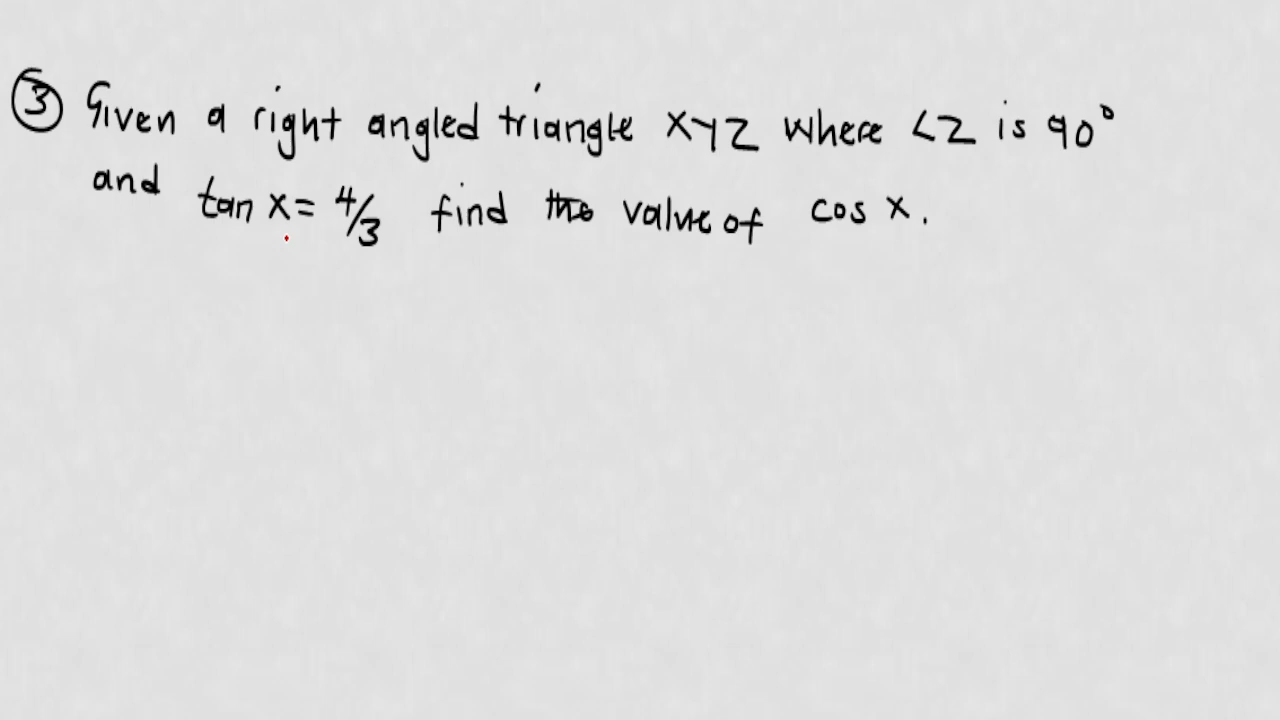 ③ Given a right angled triangle XYZ where ∠Z is 90°
and tan x = 4/3 find the value of cos x.